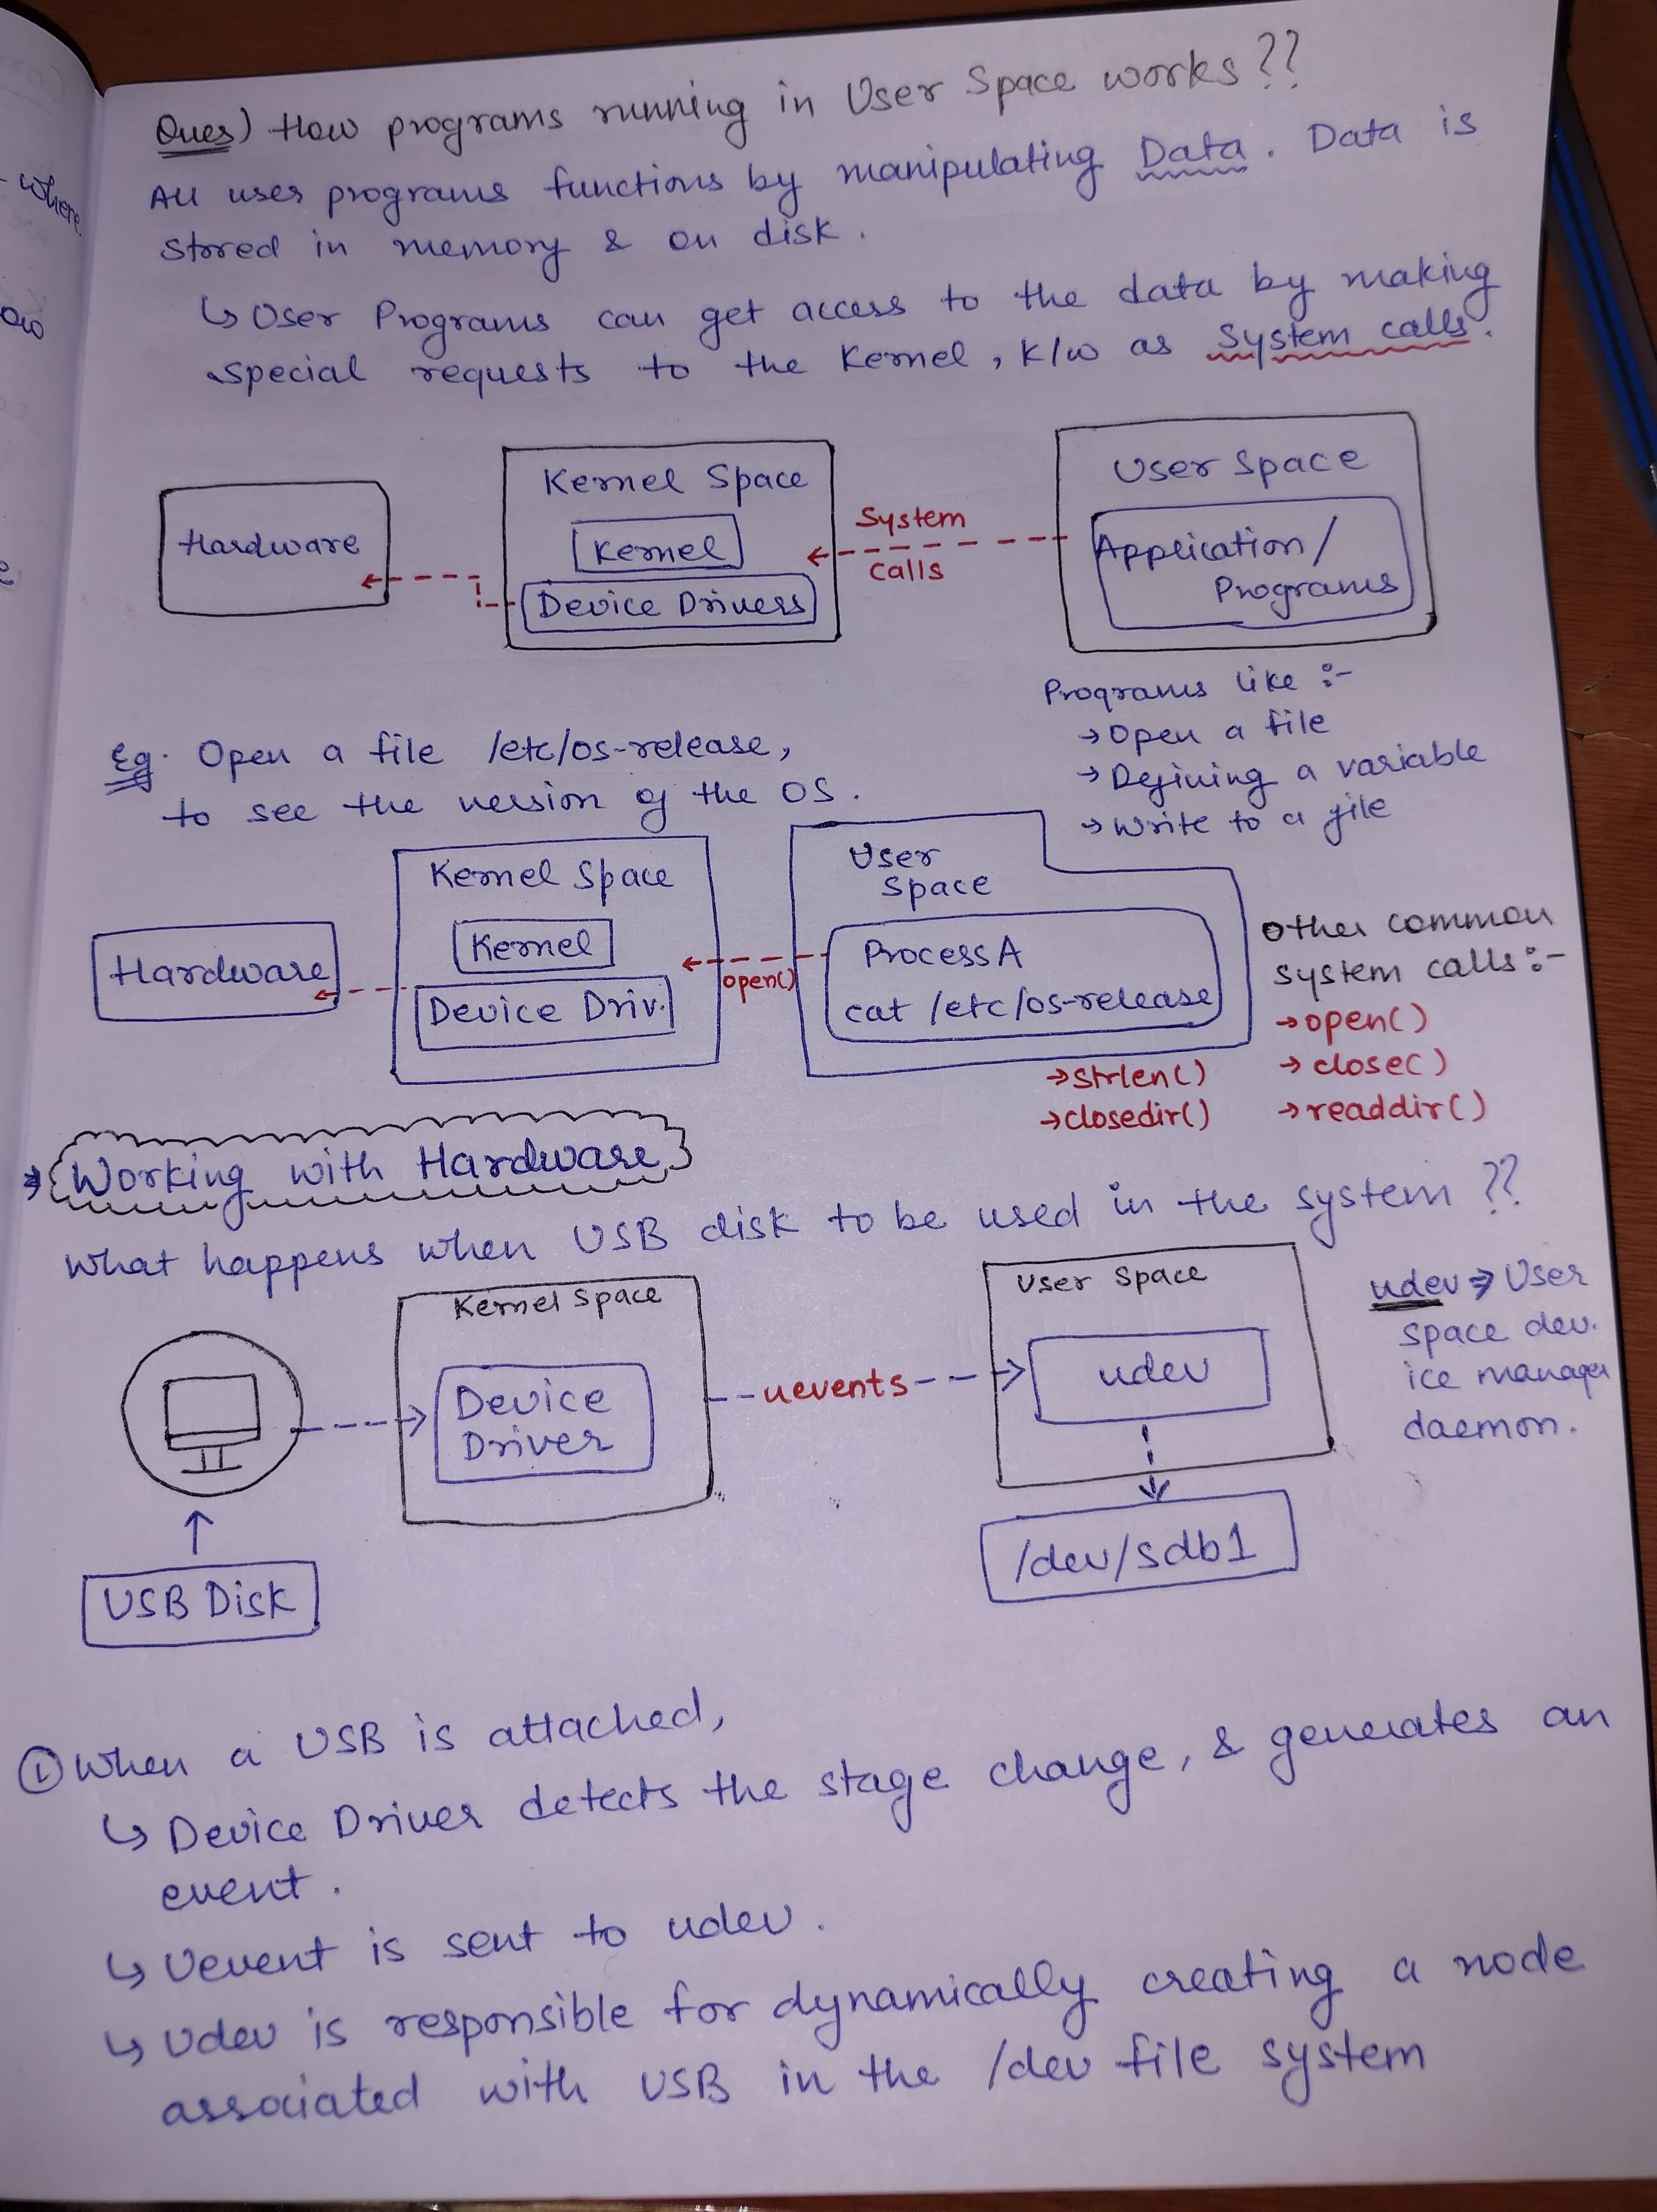 Ques) How programs running in User Space works??
All user programs functions by manipulating Data. Data is
stored in memory & on disk.
↳ User Programs can get access to the data by making
special requests to the Kernel, k/w as System calls.
Hardware
Kernel Space
Kernel
Device Drivers
System
calls
User Space
Application/
Programs
Programs like :-
→ Open a file
→ Defining a variable
→ Write to a file
Eg. Open a file /etc/os-release,
to see the version of the OS.
Hardware
Kernel Space
Kernel
Device Driv.
open()
User
Space
Process A
cat /etc/os-release
Other common
system calls:-
→ open()
→ close()
→ readdir()
→ strlen()
→ closedir()
Working with Hardware
What happens when USB disk to be used in the system ??
USB Disk
Kernel Space
Device
Driver
uevents
User Space
udev
/dev/sdb1
udev ⇒ User
space dev.
ice manager
daemon.
① When a USB is attached,
↳ Device Driver detects the stage change, & generates an
event.
↳ Uevent is sent to udev.
↳ Udev is responsible for dynamically creating a node
associated with USB in the /dev file system
where